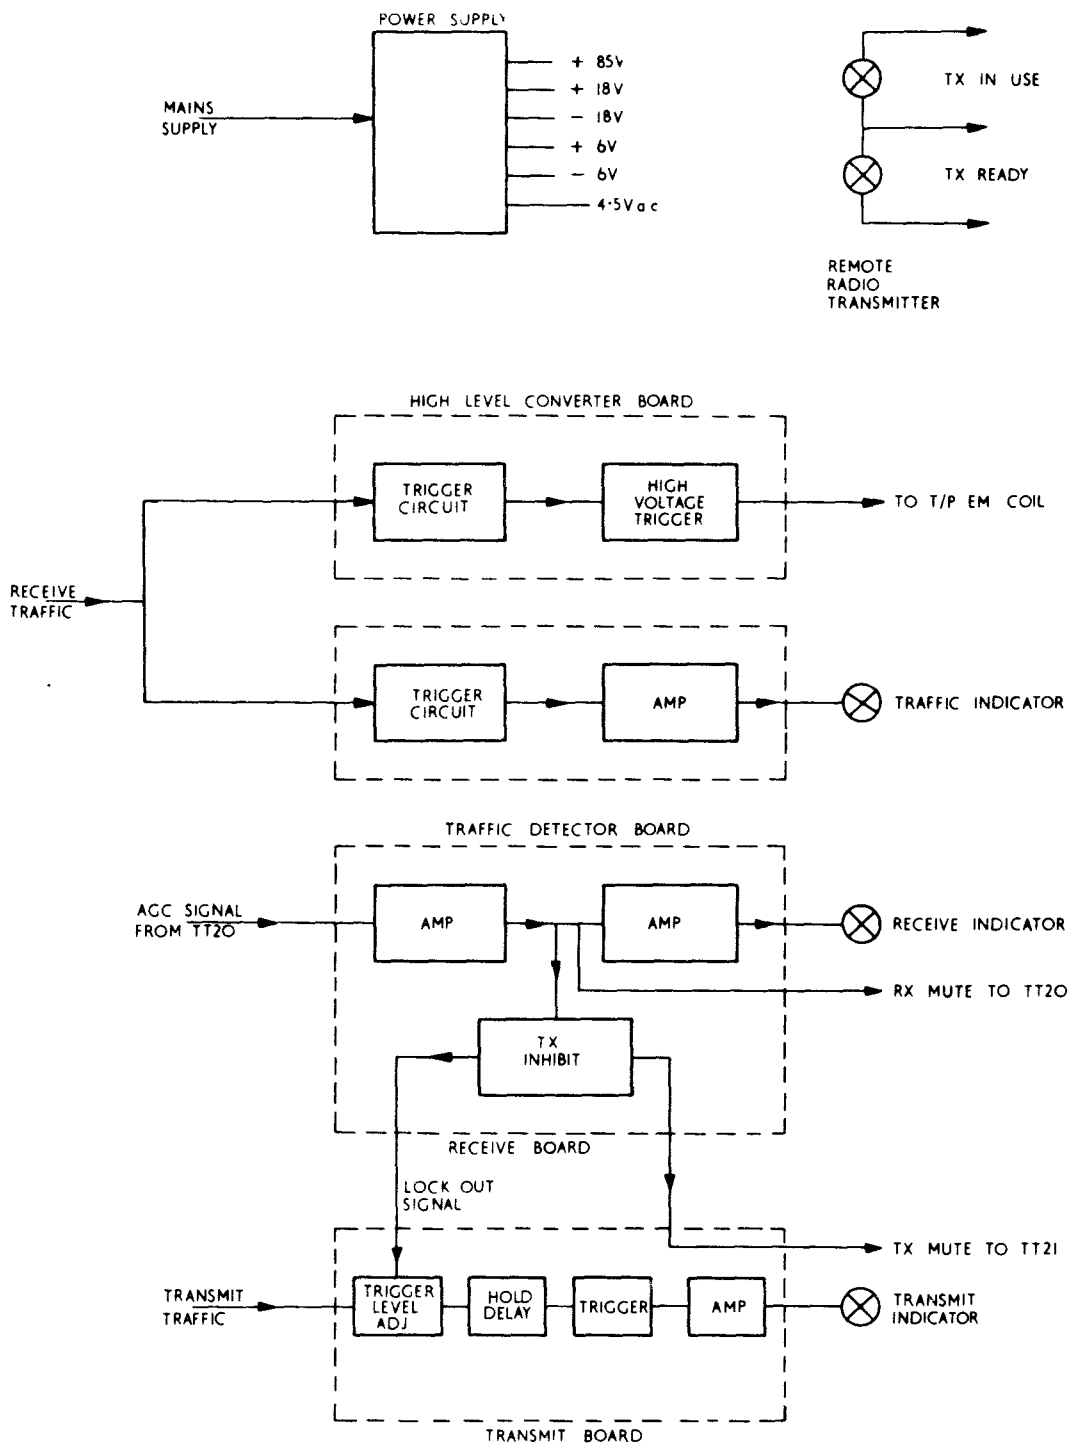 POWER SUPPLY
+ 85V
+ 18V
- 18V
+ 6V
- 6V
4·5V ac
MAINS
SUPPLY
TX IN USE
TX READY
REMOTE
RADIO
TRANSMITTER
HIGH LEVEL CONVERTER BOARD
TRIGGER
CIRCUIT
HIGH
VOLTAGE
TRIGGER
TO T/P EM COIL
RECEIVE
TRAFFIC
TRIGGER
CIRCUIT
AMP
TRAFFIC INDICATOR
TRAFFIC DETECTOR BOARD
AGC SIGNAL
FROM TT20
AMP
AMP
RECEIVE INDICATOR
RX MUTE TO TT20
TX
INHIBIT
RECEIVE BOARD
LOCK OUT
SIGNAL
TX MUTE TO TT21
TRANSMIT
TRAFFIC
TRIGGER
LEVEL
ADJ
HOLD
DELAY
TRIGGER
AMP
TRANSMIT
INDICATOR
TRANSMIT BOARD